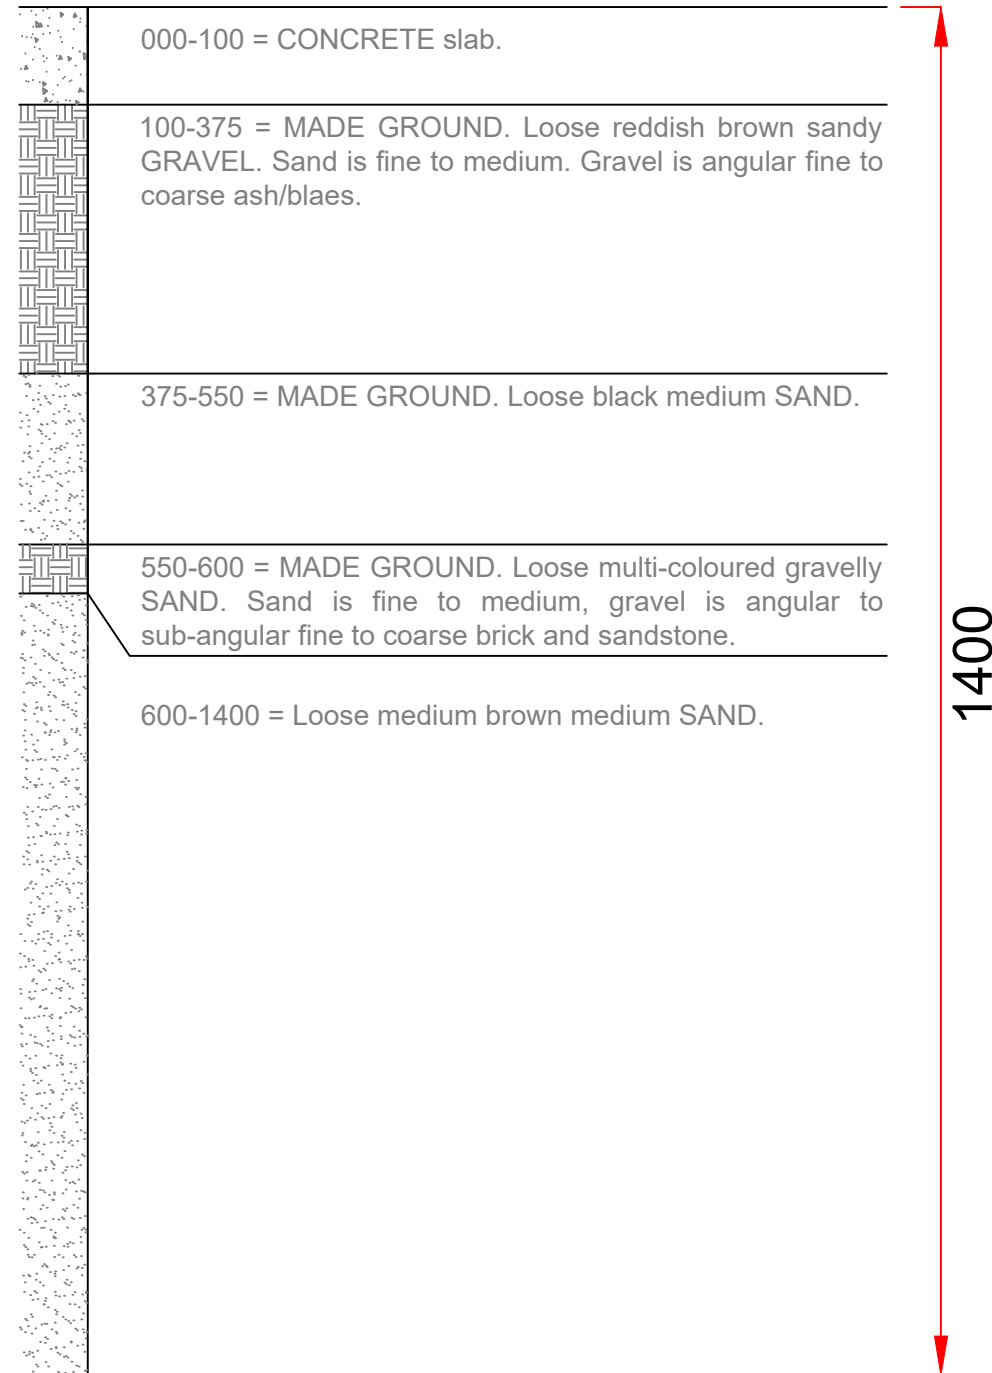 000-100 = CONCRETE slab.
100-375 = MADE GROUND. Loose reddish brown sandy
GRAVEL. Sand is fine to medium. Gravel is angular fine to
coarse ash/blaes.
375-550 = MADE GROUND. Loose black medium SAND.
550-600 = MADE GROUND. Loose multi-coloured gravelly
SAND. Sand is fine to medium, gravel is angular to
sub-angular fine to coarse brick and sandstone.
600-1400 = Loose medium brown medium SAND.
1400